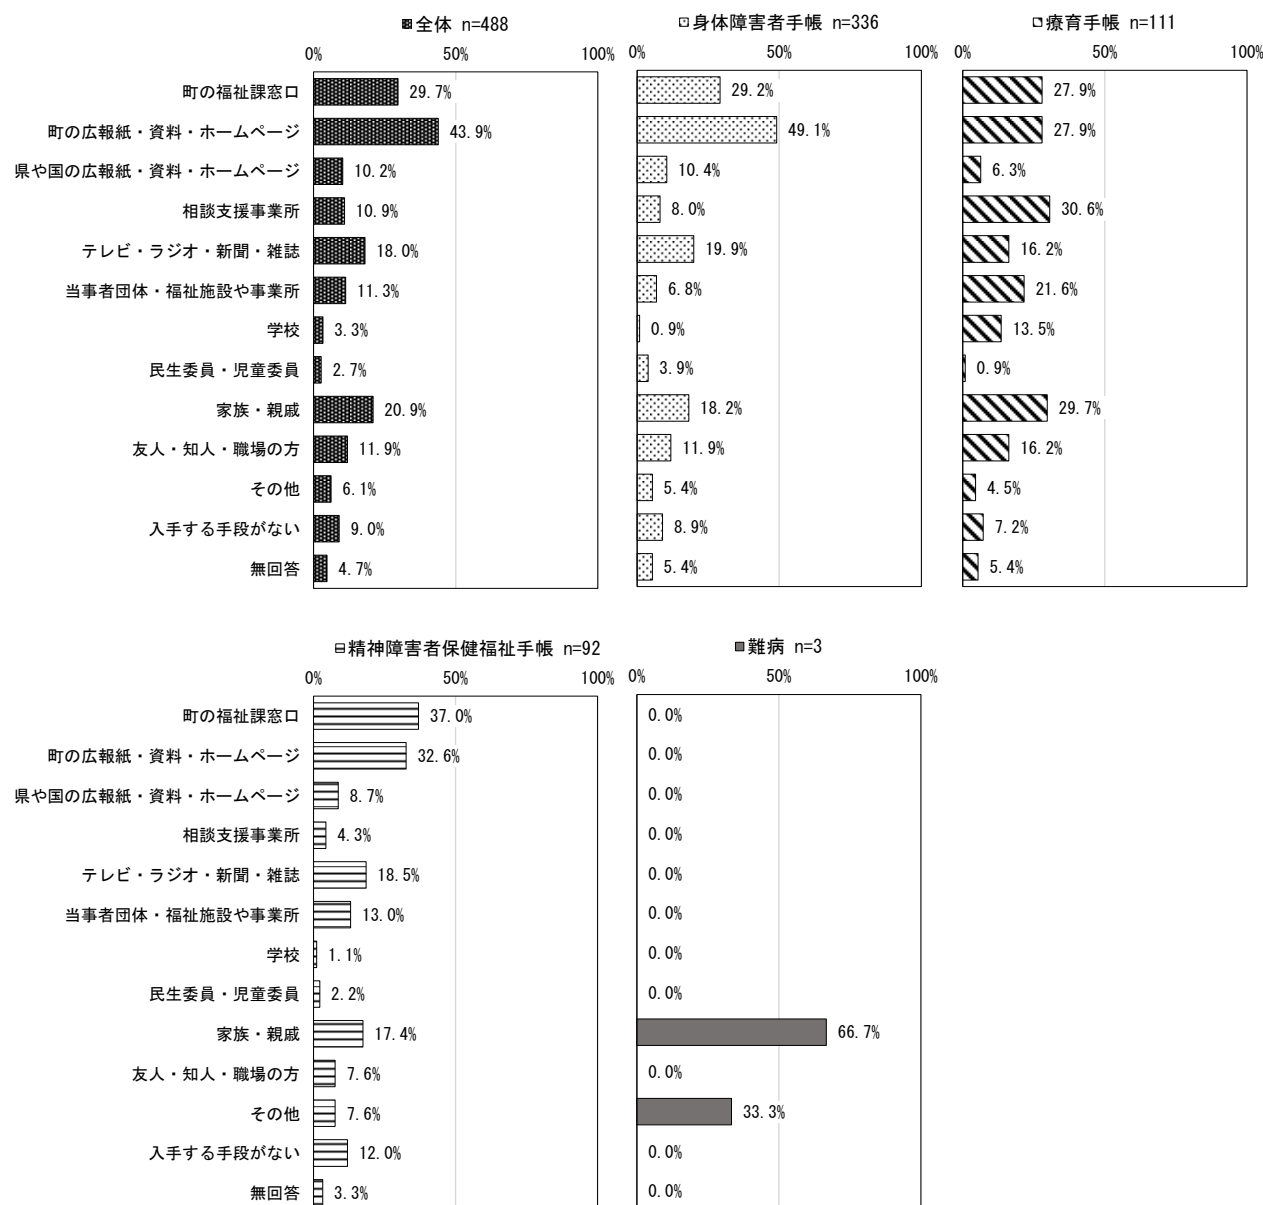 全体 n=488 身体障害者手帳 n=336 療育手帳 n=111
0% 50% 100% 0% 50% 100% 0% 50% 100%
町の福祉課窓口 29.7% 29.2% 27.9%
町の広報紙・資料・ホームページ 43.9% 49.1% 27.9%
県や国の広報紙・資料・ホームページ 10.2% 10.4% 6.3%
相談支援事業所 10.9% 8.0% 30.6%
テレビ・ラジオ・新聞・雑誌 18.0% 19.9% 16.2%
当事者団体・福祉施設や事業所 11.3% 6.8% 21.6%
学校 3.3% 0.9% 13.5%
民生委員・児童委員 2.7% 3.9% 0.9%
家族・親戚 20.9% 18.2% 29.7%
友人・知人・職場の方 11.9% 11.9% 16.2%
その他 6.1% 5.4% 4.5%
入手する手段がない 9.0% 8.9% 7.2%
無回答 4.7% 5.4% 5.4%
精神障害者保健福祉手帳 n=92 難病 n=3
0% 50% 100% 0% 50% 100%
町の福祉課窓口 37.0% 0.0%
町の広報紙・資料・ホームページ 32.6% 0.0%
県や国の広報紙・資料・ホームページ 8.7% 0.0%
相談支援事業所 4.3% 0.0%
テレビ・ラジオ・新聞・雑誌 18.5% 0.0%
当事者団体・福祉施設や事業所 13.0% 0.0%
学校 1.1% 0.0%
民生委員・児童委員 2.2% 0.0%
家族・親戚 17.4% 66.7%
友人・知人・職場の方 7.6% 0.0%
その他 7.6% 33.3%
入手する手段がない 12.0% 0.0%
無回答 3.3% 0.0%